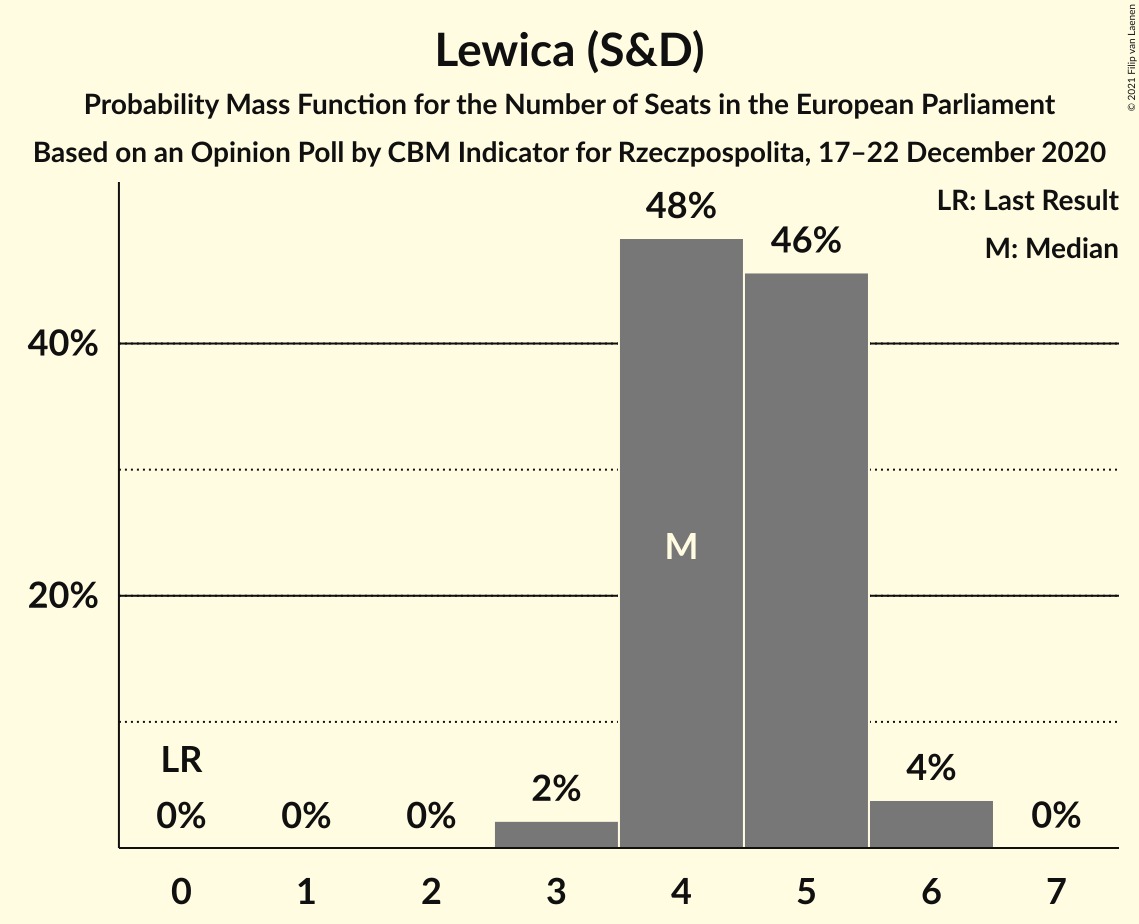 Lewica (S&D)
Probability Mass Function for the Number of Seats in the European Parliament
Based on an Opinion Poll by CBM Indicator for Rzeczpospolita, 17–22 December 2020
© 2021 Filip van Laenen
LR: Last Result
M: Median
48%
46%
40%
M
20%
LR
0%
0%
0%
2%
4%
0%
0
1
2
3
4
5
6
7